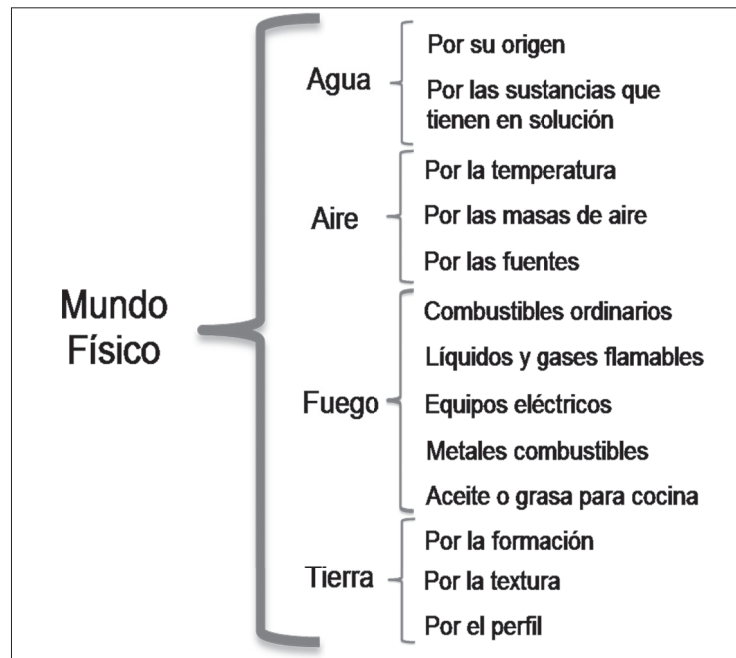 Mundo
Físico
Agua
Por su origen
Por las sustancias que
tienen en solución
Aire
Por la temperatura
Por las masas de aire
Por las fuentes
Fuego
Combustibles ordinarios
Líquidos y gases flamables
Equipos eléctricos
Metales combustibles
Aceite o grasa para cocina
Tierra
Por la formación
Por la textura
Por el perfil